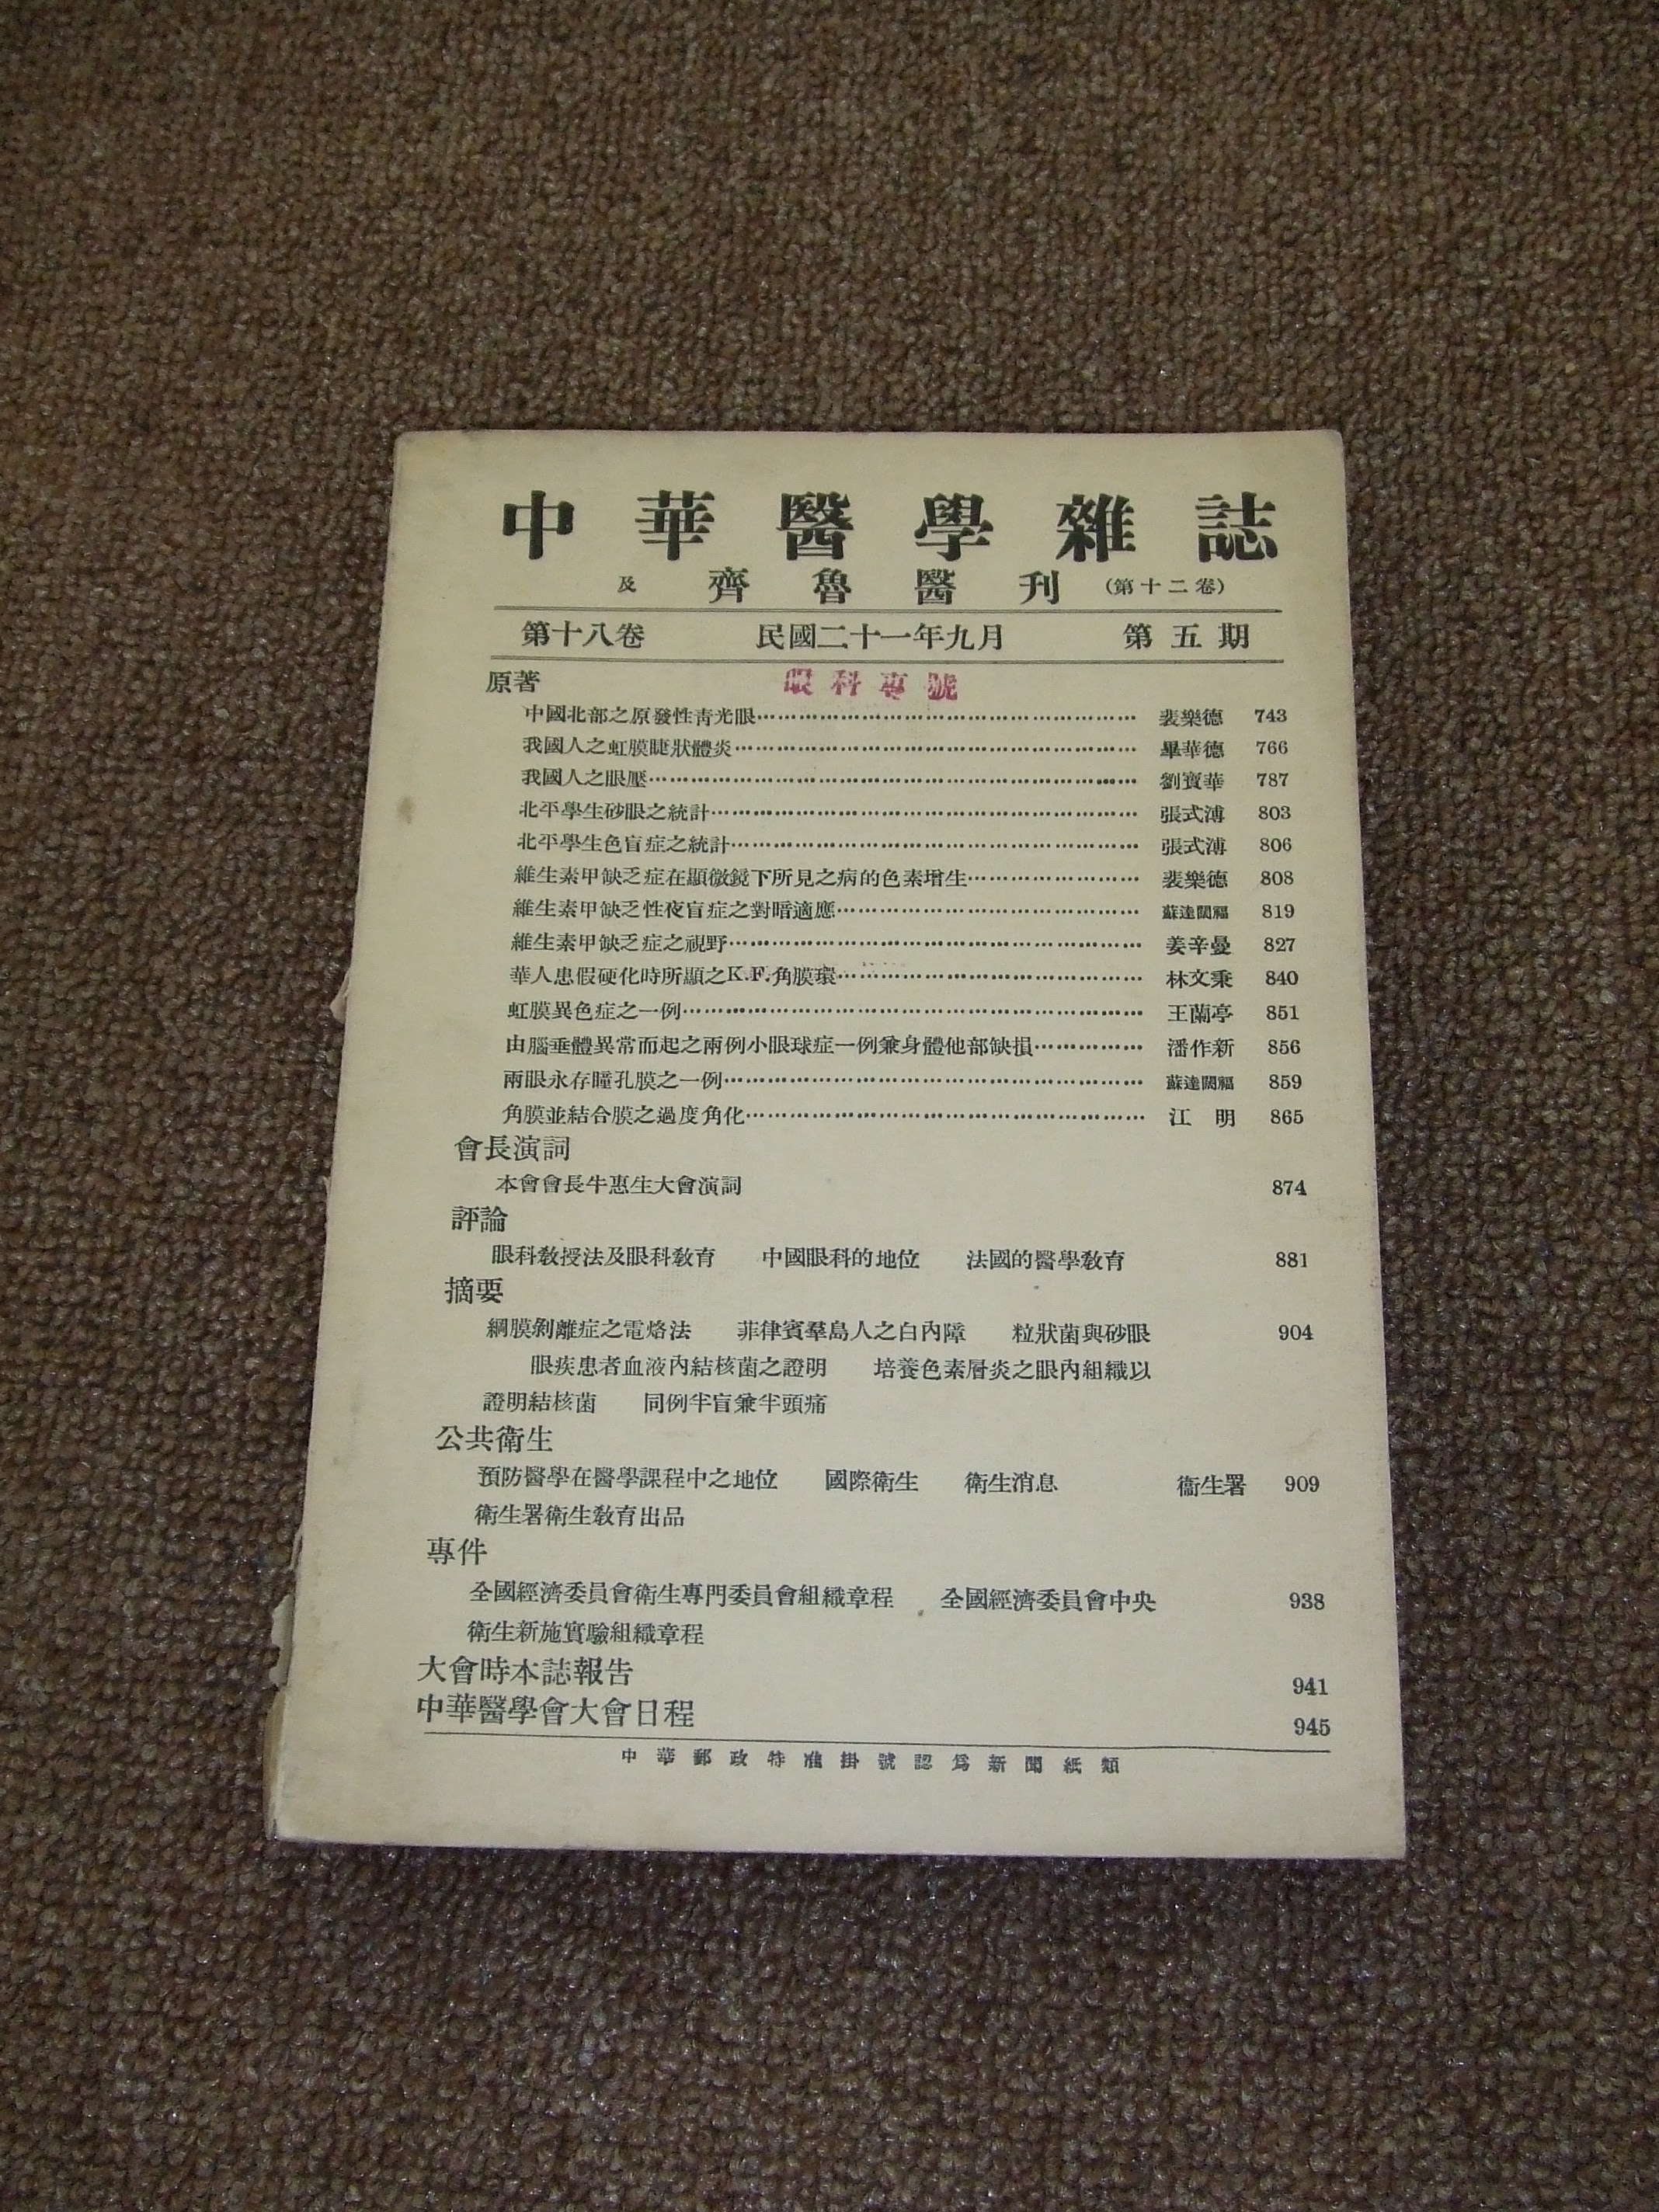 中華醫學雜誌
及齊魯醫刊(第十二卷)
第十八卷 民國二十一年九月 第五期
原著 眼科專號
中國北部之原發性青光眼 裴樂德 743
我國人之虹膜睫狀體炎 畢華德 766
我國人之眼壓 劉寶華 787
北平學生砂眼之統計 張式溥 803
北平學生色盲症之統計 張式溥 806
維生素甲缺乏症在顯微鏡下所見之病的色素增生 裴樂德 808
維生素甲缺乏性夜盲症之對暗適應 蘇達闊福 819
維生素甲缺乏症之視野 姜辛曼 827
華人患假硬化時所顯之K.F.角膜環 林文秉 840
虹膜異色症之一例 王蘭亭 851
由腦垂體異常而起之兩例小眼球症一例兼身體他部缺損 潘作新 856
兩眼永存瞳孔膜之一例 蘇達闊福 859
角膜並結合膜之過度角化 江 明 865
會長演詞
本會會長牛惠生大會演詞 874
評論
眼科教授法及眼科教育 中國眼科的地位 法國的醫學教育 881
摘要
網膜剝離症之電烙法 菲律賓羣島人之白內障 粒狀菌與砂眼 904
眼疾患者血液內結核菌之證明 培養色素層炎之眼內組織以
證明結核菌 同例半盲兼半頭痛
公共衛生
預防醫學在醫學課程中之地位 國際衛生 衛生消息 衞生署 909
衛生署衛生教育出品
專件
全國經濟委員會衛生專門委員會組織章程 全國經濟委員會中央 938
衛生新施實驗組織章程
大會時本誌報告 941
中華醫學會大會日程 945
中華郵政特准掛號認爲新聞紙類